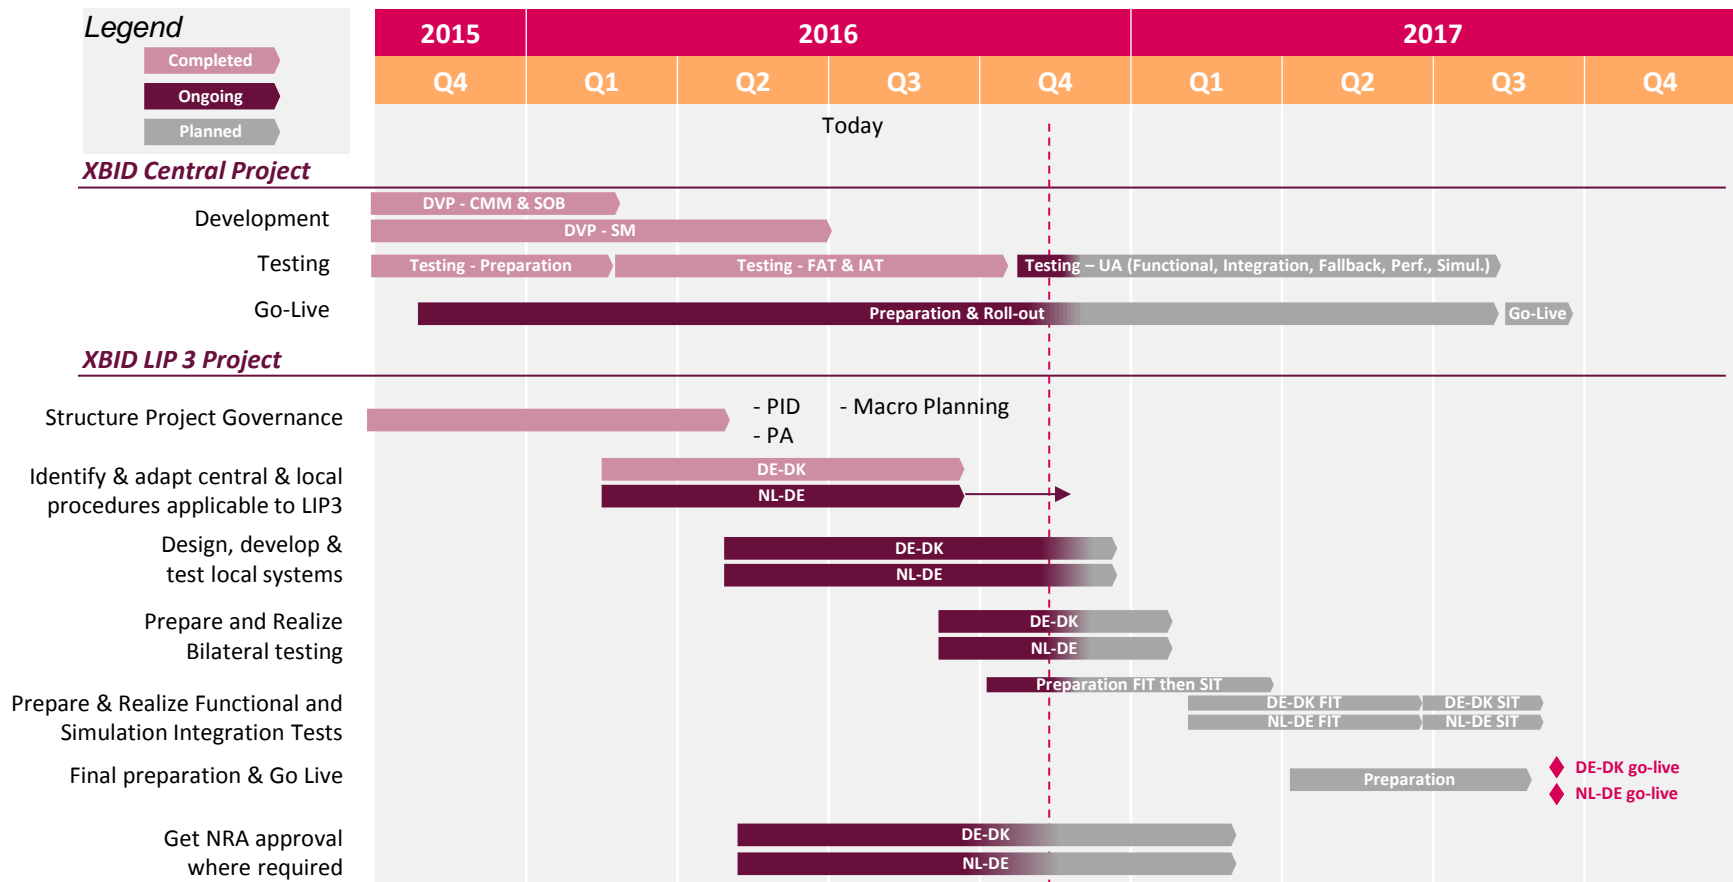 Legend
Completed
Ongoing
Planned
2015 2016 2017
Q4 Q1 Q2 Q3 Q4 Q1 Q2 Q3 Q4
Today
XBID Central Project
Development
DVP - CMM & SOB
DVP - SM
Testing
Testing - Preparation
Testing - FAT & IAT
Testing – UA (Functional, Integration, Fallback, Perf., Simul.)
Go-Live
Preparation & Roll-out
Go-Live
XBID LIP 3 Project
Structure Project Governance
- PID
- PA
- Macro Planning
Identify & adapt central & local
procedures applicable to LIP3
DE-DK
NL-DE
Design, develop &
test local systems
DE-DK
NL-DE
Prepare and Realize
Bilateral testing
DE-DK
NL-DE
Prepare & Realize Functional and
Simulation Integration Tests
Preparation FIT then SIT
DE-DK FIT
DE-DK SIT
NL-DE FIT
NL-DE SIT
Final preparation & Go Live
Preparation
DE-DK go-live
NL-DE go-live
Get NRA approval
where required
DE-DK
NL-DE